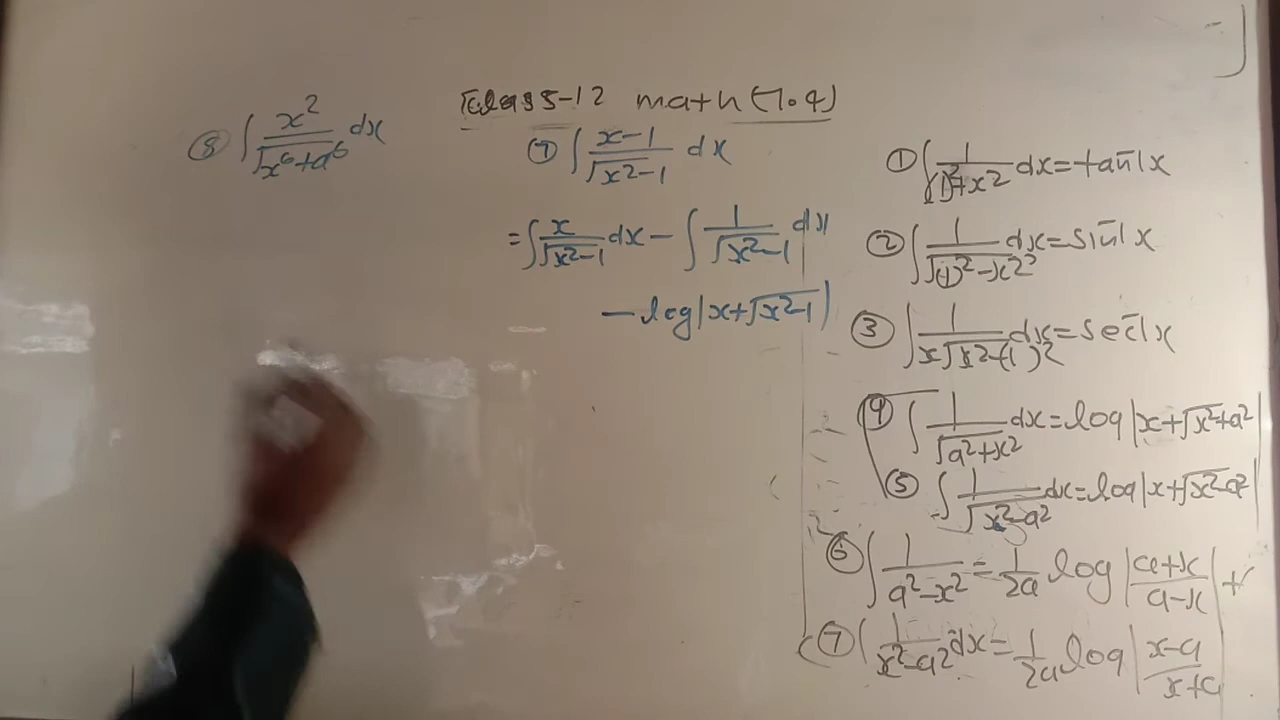 Class 5-12 math (7.4)
⑧ ∫ x²/√x⁶+a⁶ dx
⑦ ∫ x-1/√x²-1 dx
= ∫ x/√x²-1 dx - ∫ 1/√x²-1 dx
- log|x+√x²-1|
① ∫ 1/(1)²+x² dx = tan⁻¹x
② ∫ 1/√(1)²-x² dx = sin⁻¹x
③ ∫ 1/x√x²-(1)² dx = sec⁻¹x
④ ∫ 1/√a²+x² dx = log|x+√x²+a²|
⑤ ∫ 1/√x²-a² dx = log|x+√x²-a²|
⑥ ∫ 1/a²-x² = 1/2a log|a+x/a-x| +
⑦ ∫ 1/x²-a² dx = 1/2a log|x-a/x+a